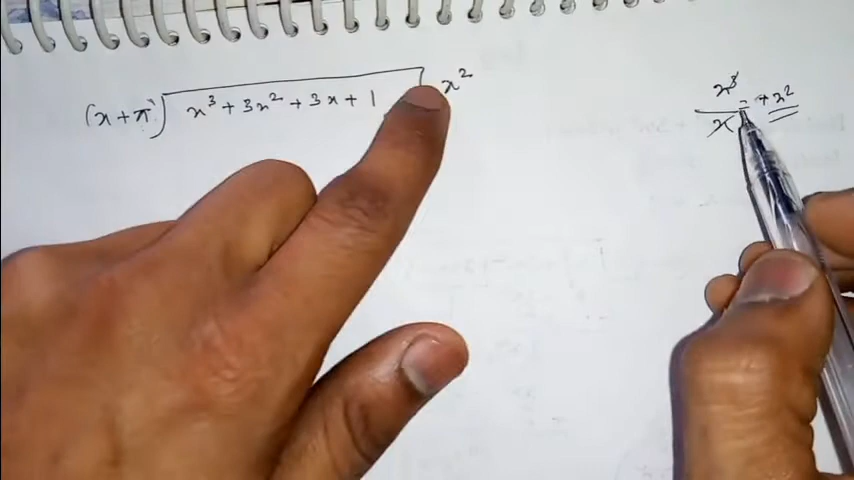 (x+π) x³+3x²+3x+1 x²
x³/x = +x²